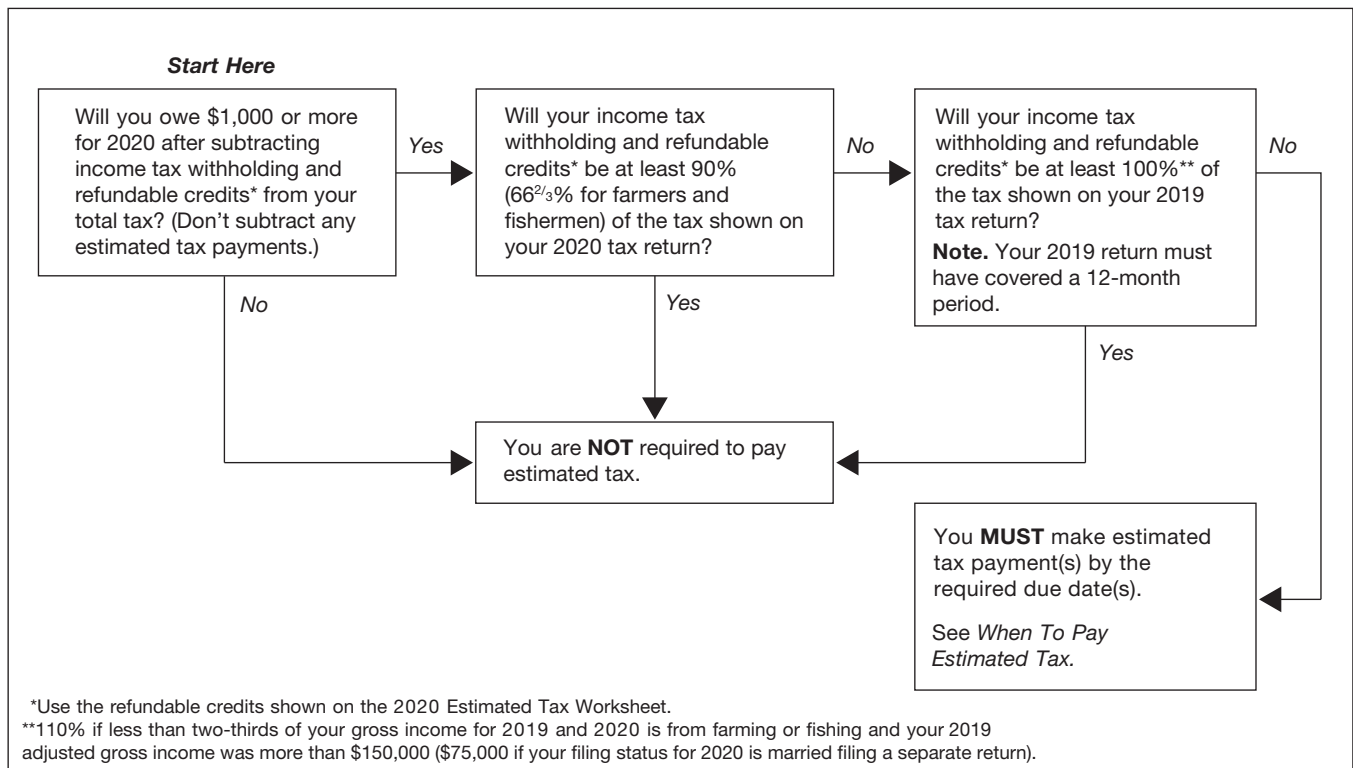 Start Here
Will you owe $1,000 or more
for 2020 after subtracting
income tax withholding and
refundable credits* from your
total tax? (Don’t subtract any
estimated tax payments.)
Yes
No
Will your income tax
withholding and refundable
credits* be at least 90%
(66 2/3% for farmers and
fishermen) of the tax shown on
your 2020 tax return?
No
Yes
Will your income tax
withholding and refundable
credits* be at least 100%** of
the tax shown on your 2019
tax return?
Note. Your 2019 return must
have covered a 12-month
period.
No
Yes
You are NOT required to pay
estimated tax.
You MUST make estimated
tax payment(s) by the
required due date(s).
See When To Pay
Estimated Tax.
*Use the refundable credits shown on the 2020 Estimated Tax Worksheet.
**110% if less than two-thirds of your gross income for 2019 and 2020 is from farming or fishing and your 2019
adjusted gross income was more than $150,000 ($75,000 if your filing status for 2020 is married filing a separate return).